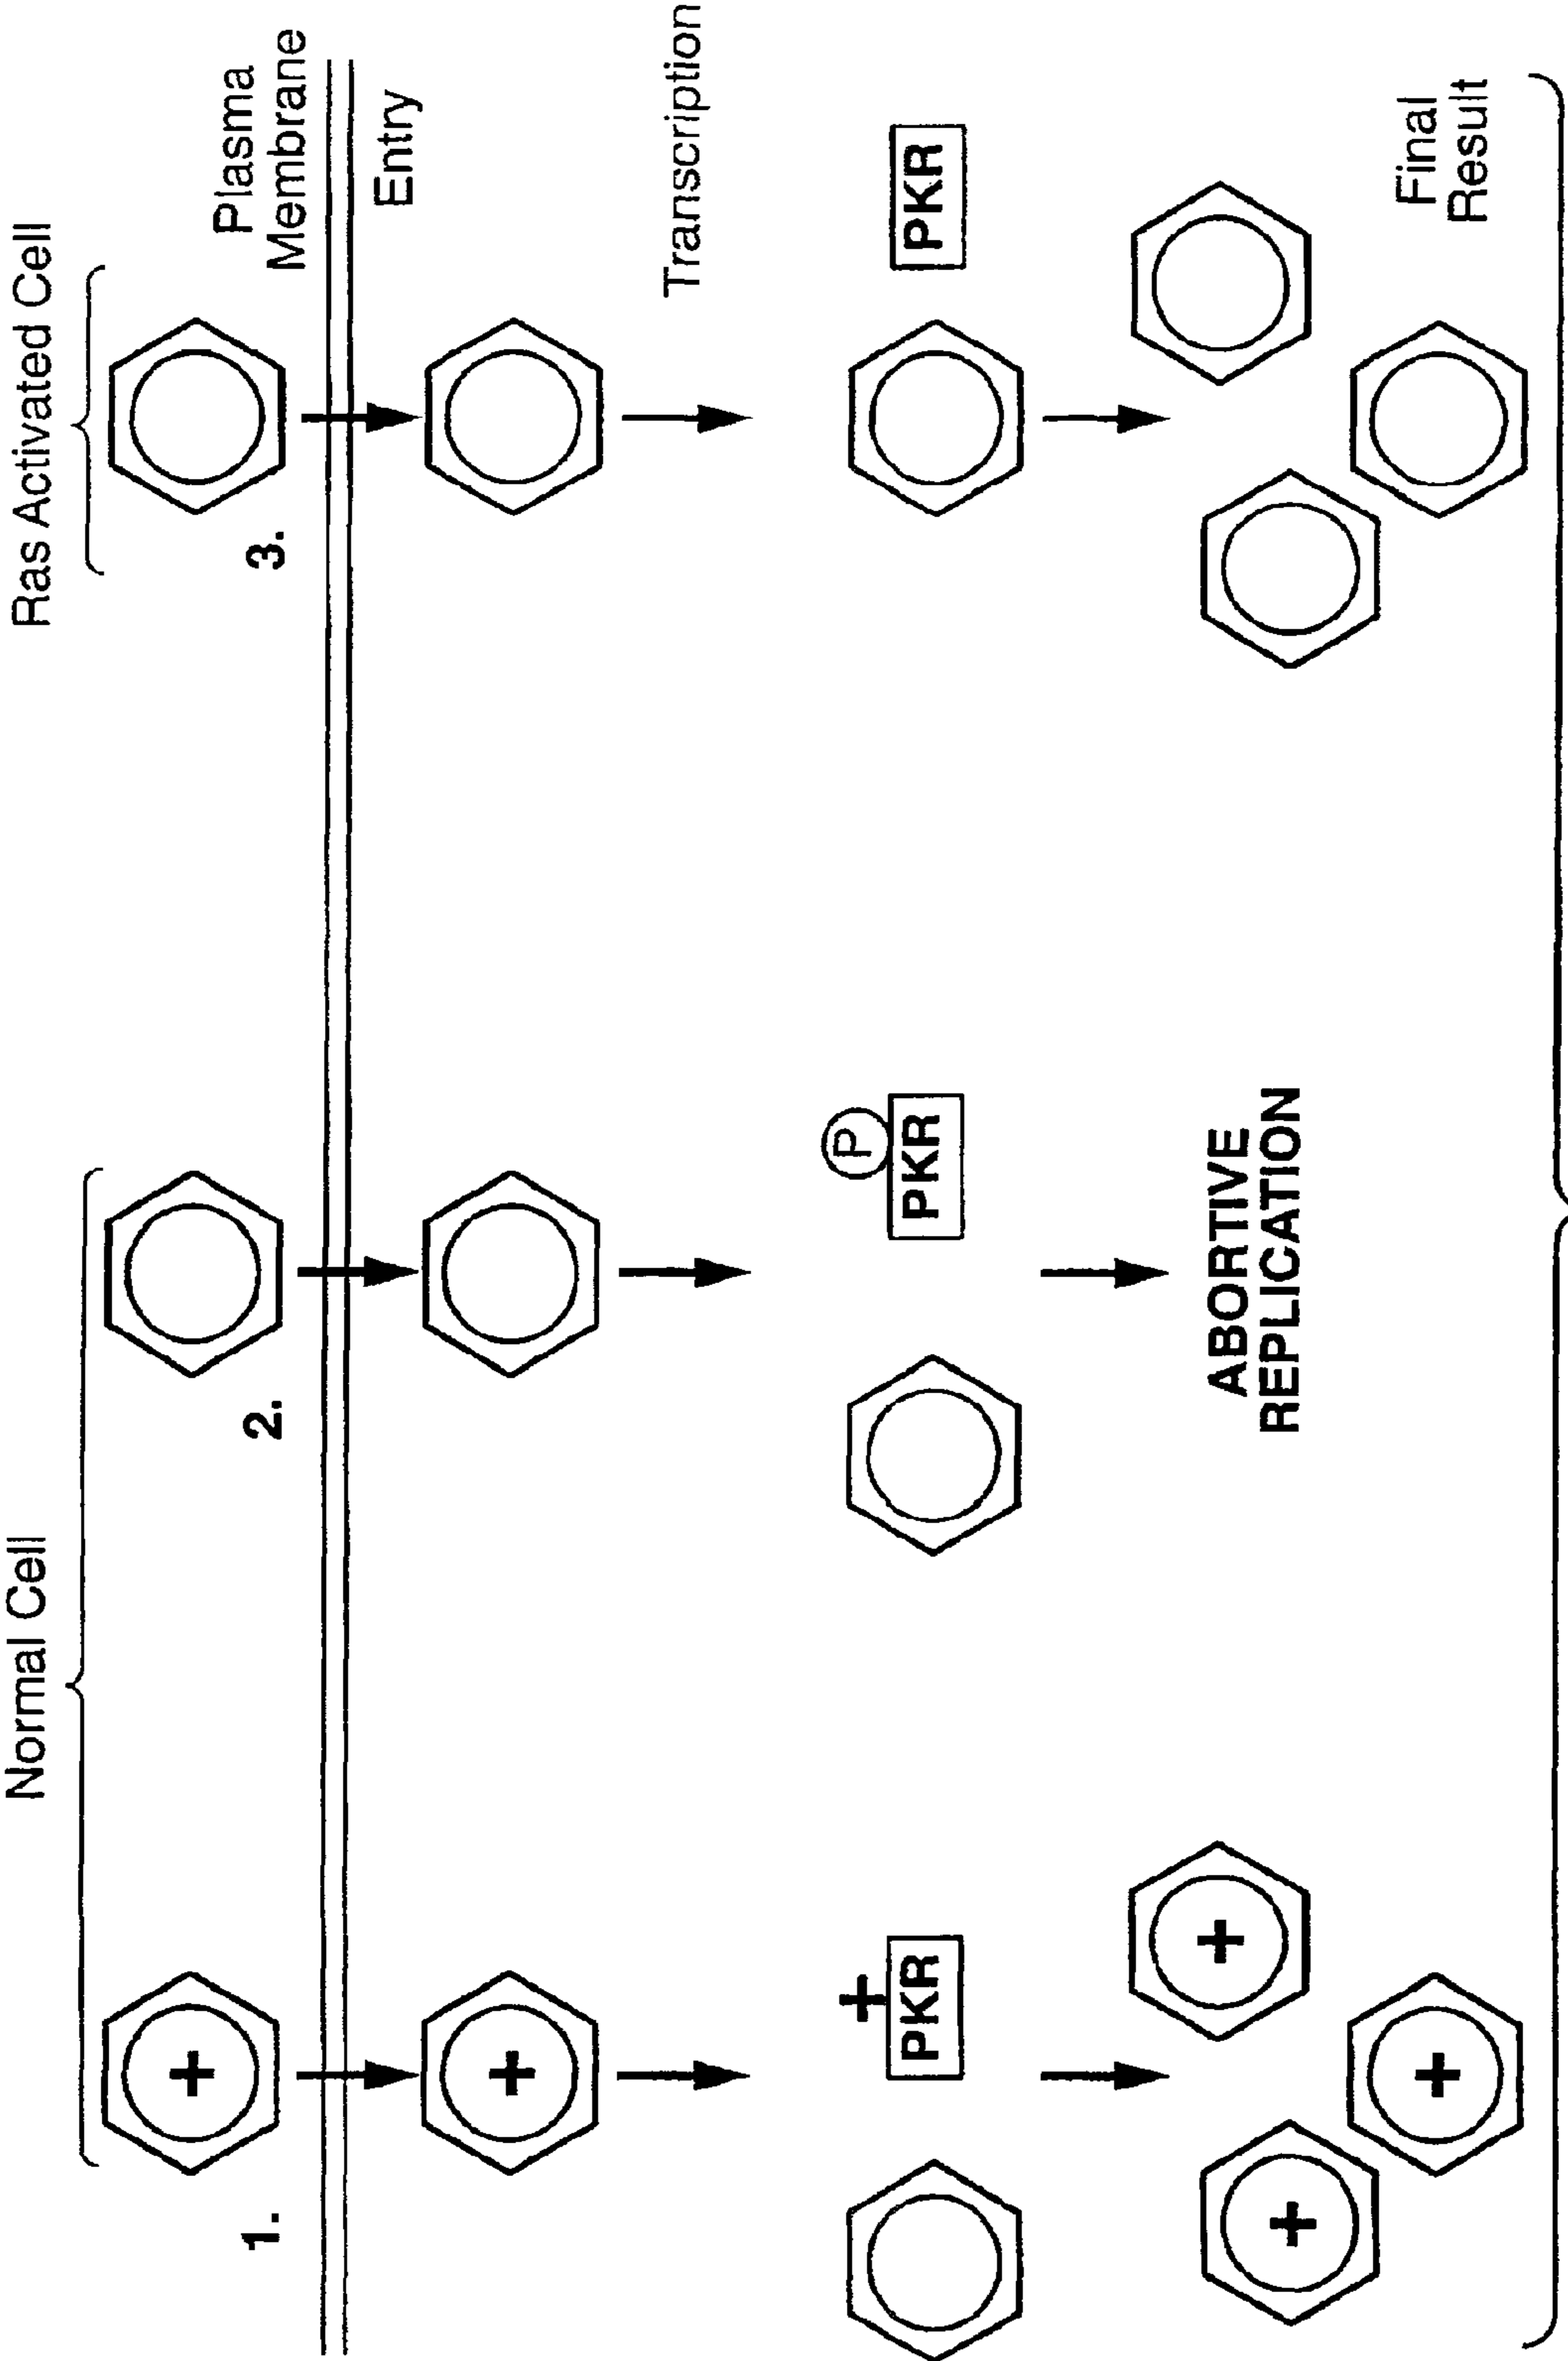 Normal Cell
Ras Activated Cell
1.
+
2.
3.
Plasma
Membrane
+
Entry
Transcription
+
PKR
P
PKR
PKR
+
+
+
ABORTIVE
REPLICATION
Final
Result